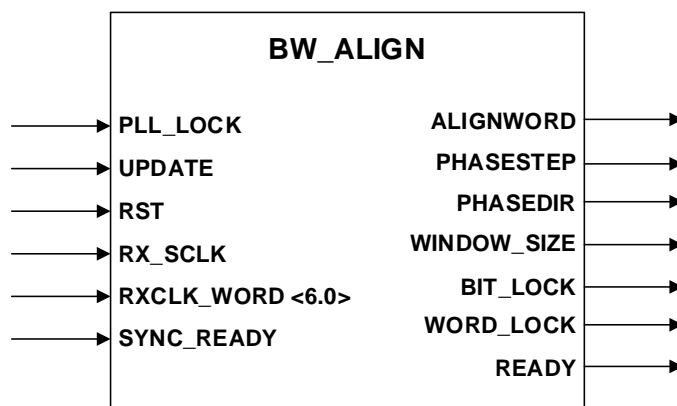 BW_ALIGN
PLL_LOCK
UPDATE
RST
RX_SCLK
RXCLK_WORD <6.0>
SYNC_READY
ALIGNWORD
PHASESTEP
PHASEDIR
WINDOW_SIZE
BIT_LOCK
WORD_LOCK
READY